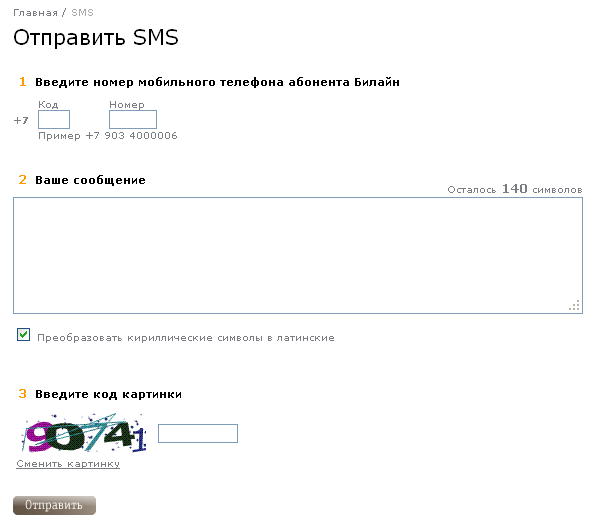 Главная / SMS
Отправить SMS
1 Введите номер мобильного телефона абонента Билайн
Код Номер
+7
Пример +7 903 4000006
2 Ваше сообщение
Осталось 140 символов
Преобразовать кириллические символы в латинские
3 Введите код картинки
90741
Сменить картинку
Отправить